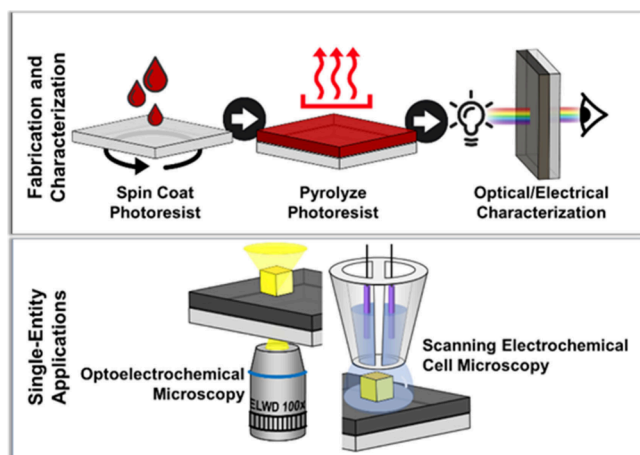 Fabrication and
Characterization
Spin Coat
Photoresist
Pyrolyze
Photoresist
Optical/Electrical
Characterization
Single-Entity
Applications
Optoelectrochemical
Microscopy
ELWD 100x
Scanning Electrochemical
Cell Microscopy